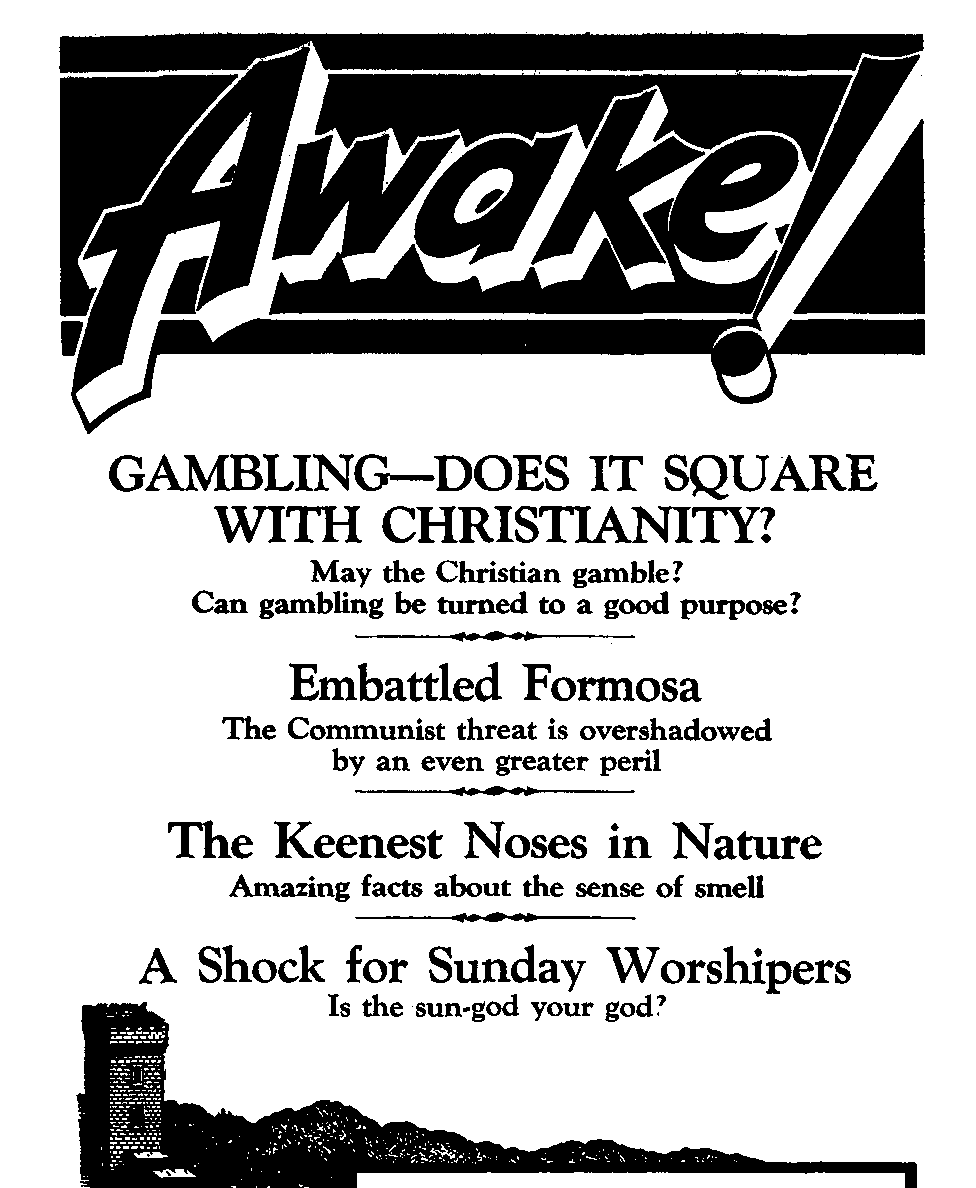 Awake!
GAMBLING—DOES IT SQUARE
WITH CHRISTIANITY?
May the Christian gamble?
Can gambling be turned to a good purpose?
Embattled Formosa
The Communist threat is overshadowed
by an even greater peril
The Keenest Noses in Nature
Amazing facts about the sense of smell
A Shock for Sunday Worshipers
Is the sun-god your god?